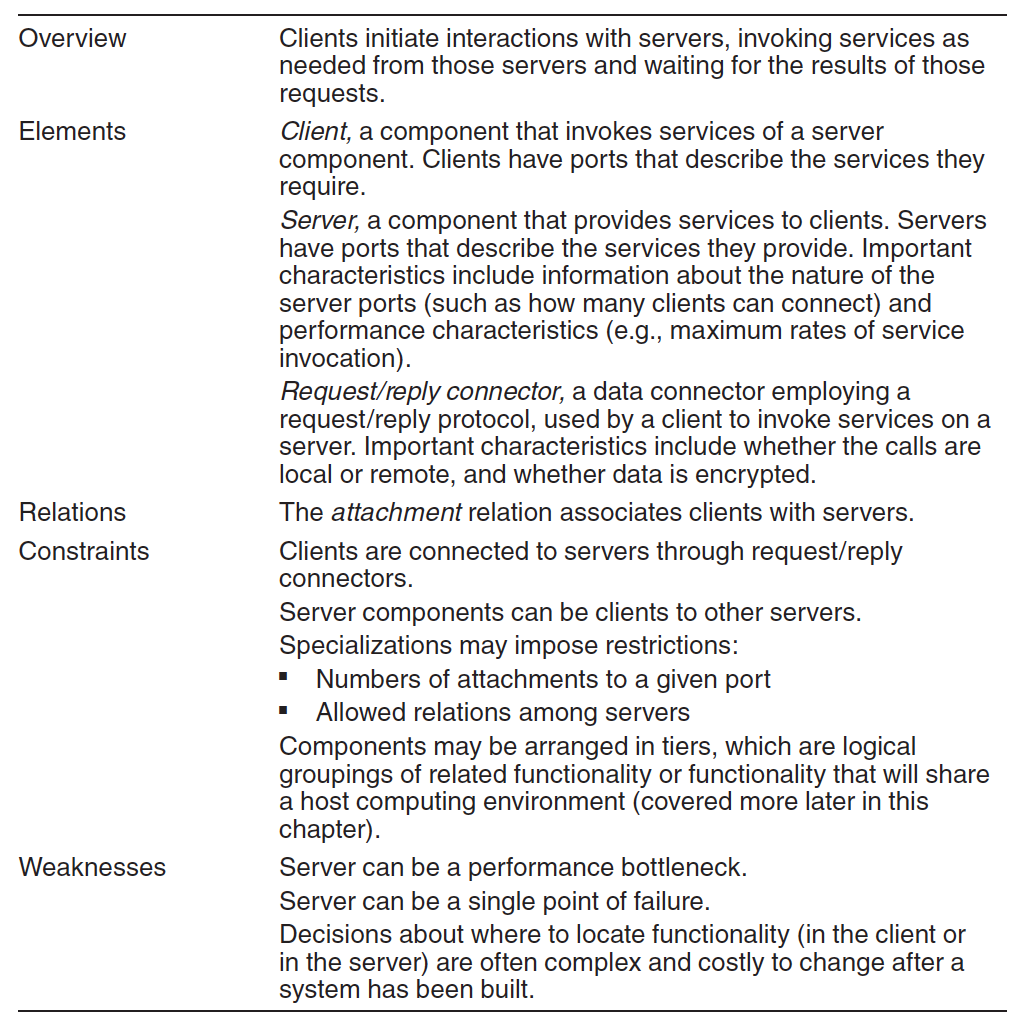 Overview
Clients initiate interactions with servers, invoking services as
needed from those servers and waiting for the results of those
requests.
Elements
Client, a component that invokes services of a server
component. Clients have ports that describe the services they
require.
Server, a component that provides services to clients. Servers
have ports that describe the services they provide. Important
characteristics include information about the nature of the
server ports (such as how many clients can connect) and
performance characteristics (e.g., maximum rates of service
invocation).
Request/reply connector, a data connector employing a
request/reply protocol, used by a client to invoke services on a
server. Important characteristics include whether the calls are
local or remote, and whether data is encrypted.
Relations
The attachment relation associates clients with servers.
Constraints
Clients are connected to servers through request/reply
connectors.
Server components can be clients to other servers.
Specializations may impose restrictions:
▪ Numbers of attachments to a given port
▪ Allowed relations among servers
Components may be arranged in tiers, which are logical
groupings of related functionality or functionality that will share
a host computing environment (covered more later in this
chapter).
Weaknesses
Server can be a performance bottleneck.
Server can be a single point of failure.
Decisions about where to locate functionality (in the client or
in the server) are often complex and costly to change after a
system has been built.